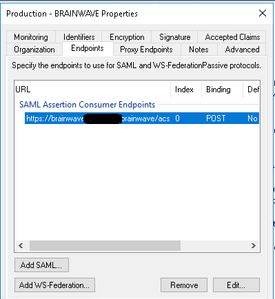 Production - BRAINWAVE Properties
Monitoring Identifiers Encryption Signature Accepted Claims
Organization Endpoints Proxy Endpoints Notes Advanced
Specify the endpoints to use for SAML and WS-FederationPassive protocols.
URL Index Binding Def
SAML Assertion Consumer Endpoints
https://brainwave brainwave/acs 0 POST No
Add SAML...
Add WS-Federation... Remove Edit...